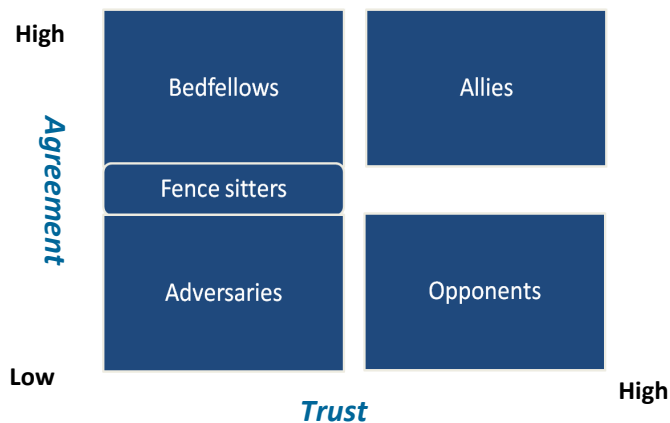 High
Bedfellows
Allies
Agreement
Fence sitters
Adversaries
Opponents
Low
High
Trust